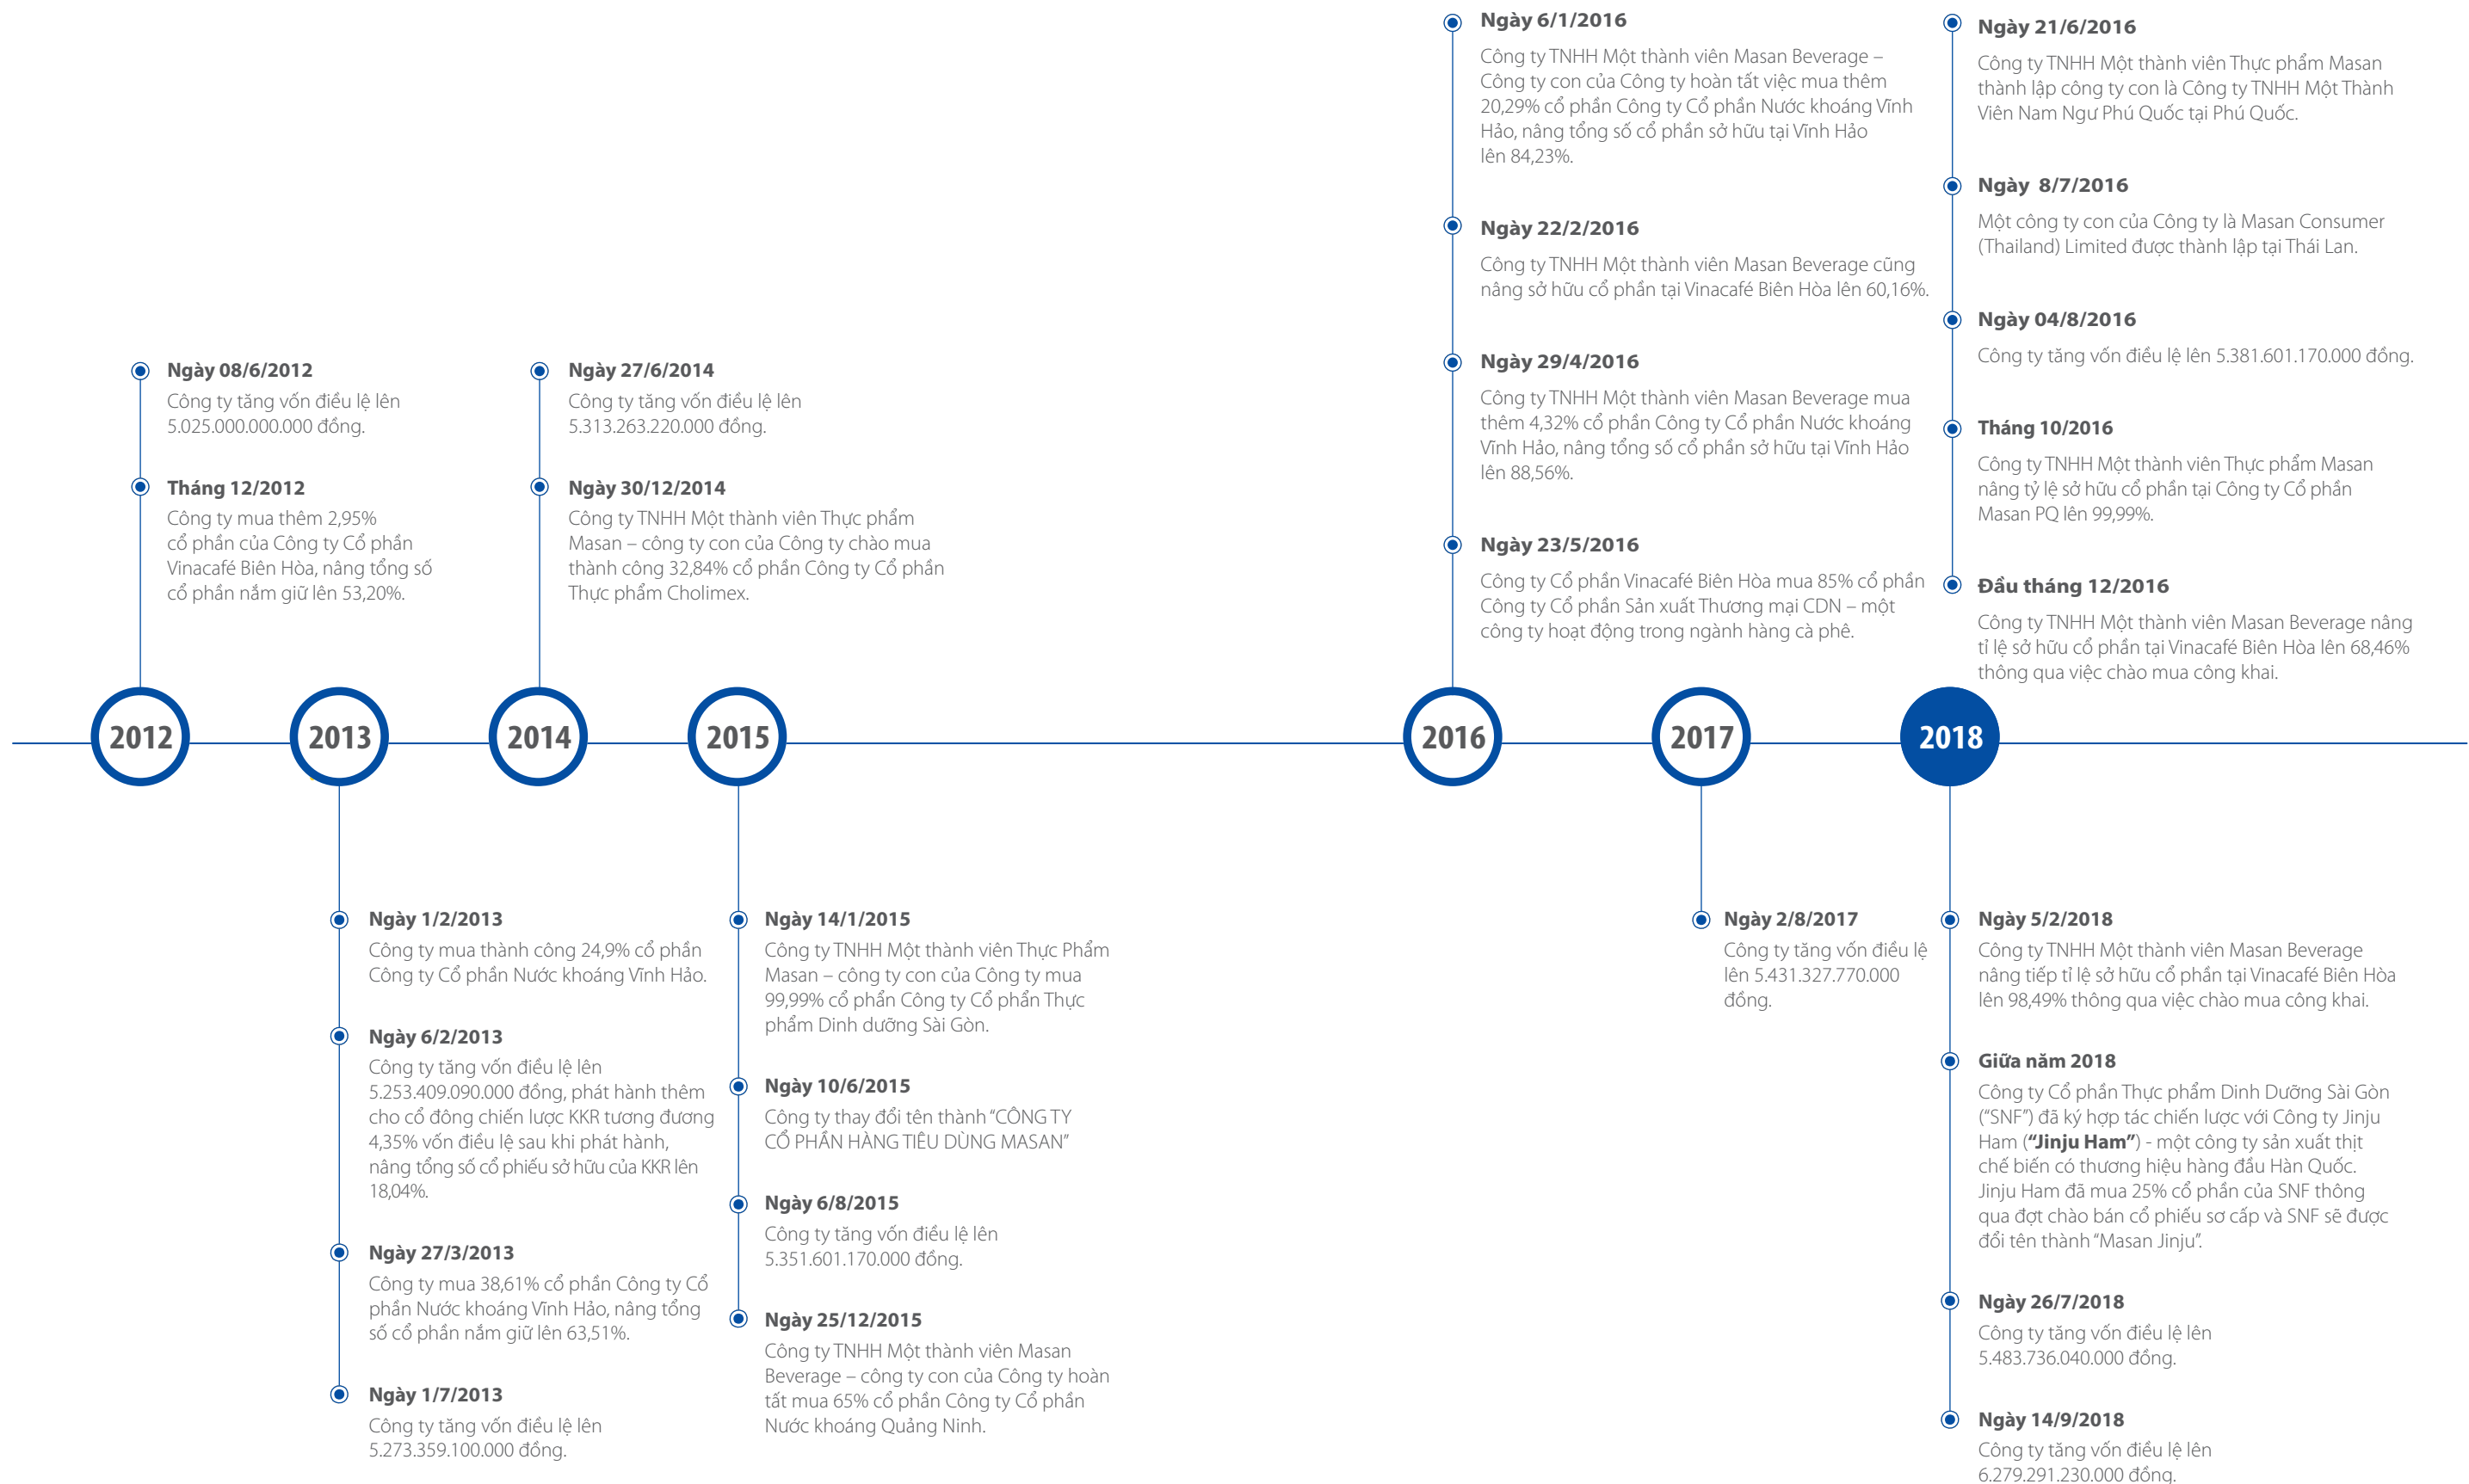 Ngày 08/6/2012
Công ty tăng vốn điều lệ lên
5.025.000.000.000 đồng.
Tháng 12/2012
Công ty mua thêm 2,95%
cổ phần của Công ty Cổ phần
Vinacafé Biên Hòa, nâng tổng số
cổ phần nắm giữ lên 53,20%.
Ngày 27/6/2014
Công ty tăng vốn điều lệ lên
5.313.263.220.000 đồng.
Ngày 30/12/2014
Công ty TNHH Một thành viên Thực phẩm
Masan – công ty con của Công ty chào mua
thành công 32,84% cổ phần Công ty Cổ phần
Thực phẩm Cholimex.
Ngày 6/1/2016
Công ty TNHH Một thành viên Masan Beverage –
Công ty con của Công ty hoàn tất việc mua thêm
20,29% cổ phần Công ty Cổ phần Nước khoáng Vĩnh
Hảo, nâng tổng số cổ phần sở hữu tại Vĩnh Hảo
lên 84,23%.
Ngày 22/2/2016
Công ty TNHH Một thành viên Masan Beverage cũng
nâng sở hữu cổ phần tại Vinacafé Biên Hòa lên 60,16%.
Ngày 29/4/2016
Công ty TNHH Một thành viên Masan Beverage mua
thêm 4,32% cổ phần Công ty Cổ phần Nước khoáng
Vĩnh Hảo, nâng tổng số cổ phần sở hữu tại Vĩnh Hảo
lên 88,56%.
Ngày 23/5/2016
Công ty Cổ phần Vinacafé Biên Hòa mua 85% cổ phần
Công ty Cổ phần Sản xuất Thương mại CDN – một
công ty hoạt động trong ngành hàng cà phê.
Ngày 21/6/2016
Công ty TNHH Một thành viên Thực phẩm Masan
thành lập công ty con là Công ty TNHH Một Thành
Viên Nam Ngư Phú Quốc tại Phú Quốc.
Ngày 8/7/2016
Một công ty con của Công ty là Masan Consumer
(Thailand) Limited được thành lập tại Thái Lan.
Ngày 04/8/2016
Công ty tăng vốn điều lệ lên 5.381.601.170.000 đồng.
Tháng 10/2016
Công ty TNHH Một thành viên Thực phẩm Masan
nâng tỷ lệ sở hữu cổ phần tại Công ty Cổ phần
Masan PQ lên 99,99%.
Đầu tháng 12/2016
Công ty TNHH Một thành viên Masan Beverage nâng
tỉ lệ sở hữu cổ phần tại Vinacafé Biên Hòa lên 68,46%
thông qua việc chào mua công khai.
2012
2013
2014
2015
2016
2017
2018
Ngày 1/2/2013
Công ty mua thành công 24,9% cổ phần
Công ty Cổ phần Nước khoáng Vĩnh Hảo.
Ngày 6/2/2013
Công ty tăng vốn điều lệ lên
5.253.409.090.000 đồng, phát hành thêm
cho cổ đông chiến lược KKR tương đương
4,35% vốn điều lệ sau khi phát hành,
nâng tổng số cổ phiếu sở hữu của KKR lên
18,04%.
Ngày 27/3/2013
Công ty mua 38,61% cổ phần Công ty Cổ
phần Nước khoáng Vĩnh Hảo, nâng tổng
số cổ phần nắm giữ lên 63,51%.
Ngày 1/7/2013
Công ty tăng vốn điều lệ lên
5.273.359.100.000 đồng.
Ngày 14/1/2015
Công ty TNHH Một thành viên Thực Phẩm
Masan – công ty con của Công ty mua
99,99% cổ phẩn Công ty Cổ phẩn Thực
phẩm Dinh dưỡng Sài Gòn.
Ngày 10/6/2015
Công ty thay đổi tên thành “CÔNG TY
CỔ PHẦN HÀNG TIÊU DÙNG MASAN”
Ngày 6/8/2015
Công ty tăng vốn điều lệ lên
5.351.601.170.000 đồng.
Ngày 25/12/2015
Công ty TNHH Một thành viên Masan
Beverage – công ty con của Công ty hoàn
tất mua 65% cổ phần Công ty Cổ phần
Nước khoáng Quảng Ninh.
Ngày 2/8/2017
Công ty tăng vốn điều lệ
lên 5.431.327.770.000
đồng.
Ngày 5/2/2018
Công ty TNHH Một thành viên Masan Beverage
nâng tiếp tỉ lệ sở hữu cổ phần tại Vinacafé Biên Hòa
lên 98,49% thông qua việc chào mua công khai.
Giữa năm 2018
Công ty Cổ phần Thực phẩm Dinh Dưỡng Sài Gòn
(“SNF”) đã ký hợp tác chiến lược với Công ty Jinju
Ham (“Jinju Ham”) - một công ty sản xuất thịt
chế biến có thương hiệu hàng đầu Hàn Quốc.
Jinju Ham đã mua 25% cổ phần của SNF thông
qua đợt chào bán cổ phiếu sơ cấp và SNF sẽ được
đổi tên thành “Masan Jinju”.
Ngày 26/7/2018
Công ty tăng vốn điều lệ lên
5.483.736.040.000 đồng.
Ngày 14/9/2018
Công ty tăng vốn điều lệ lên
6.279.291.230.000 đồng.